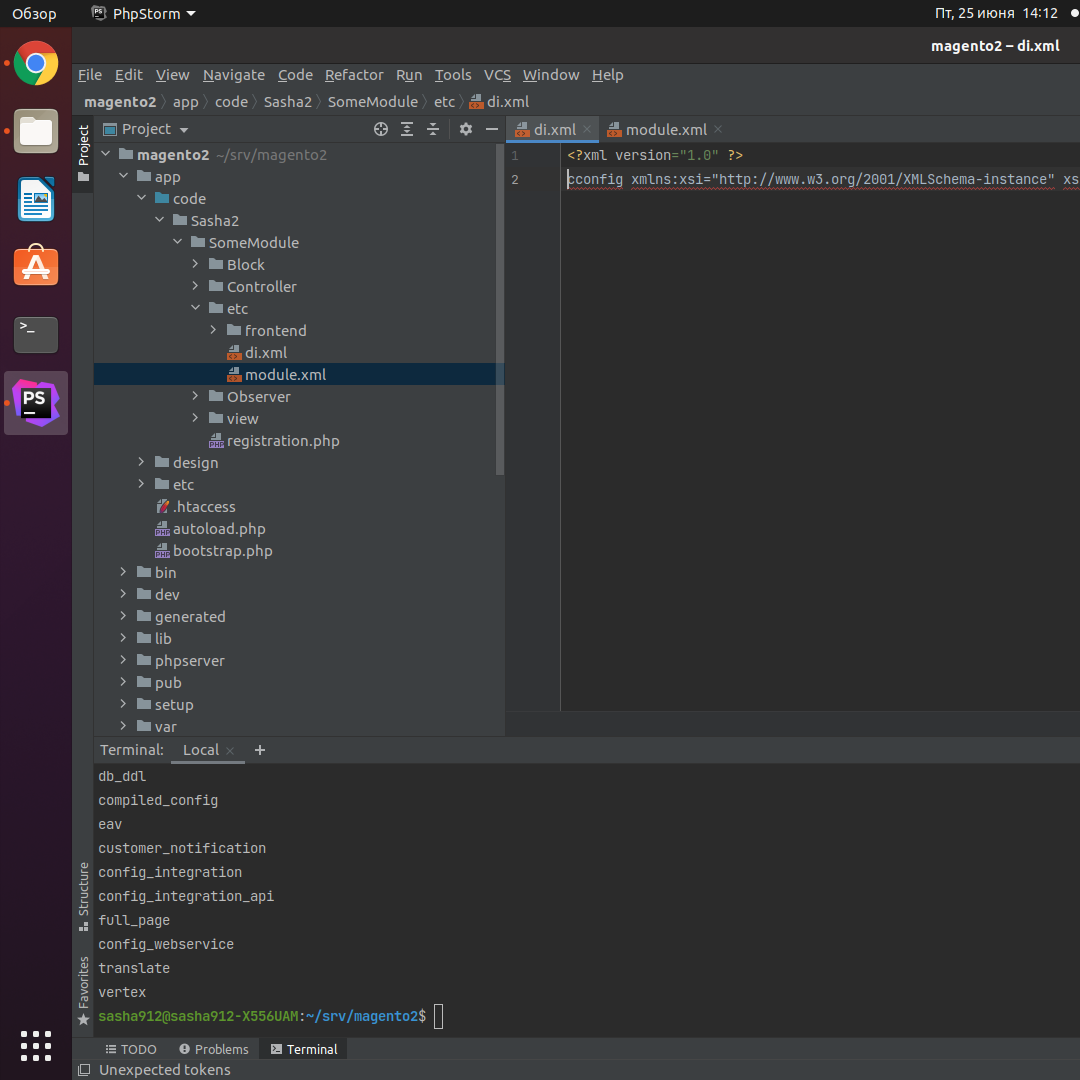 Обзор PhpStorm Пт, 25 июня 14:12
magento2 – di.xml
File Edit View Navigate Code Refactor Run Tools VCS Window Help
magento2 app code Sasha2 SomeModule etc di.xml
Project
Project
di.xml module.xml
magento2 ~/srv/magento2
app
code
Sasha2
SomeModule
Block
Controller
etc
frontend
di.xml
module.xml
Observer
view
registration.php
design
etc
.htaccess
autoload.php
bootstrap.php
bin
dev
generated
lib
phpserver
pub
setup
var
1 <?xml version="1.0" ?>
2 cconfig xmlns:xsi="http://www.w3.org/2001/XMLSchema-instance" xs
Terminal: Local
db_ddl
compiled_config
eav
customer_notification
config_integration
config_integration_api
full_page
config_webservice
translate
vertex
sasha912@sasha912-X556UAM:~/srv/magento2$
Structure
Favorites
TODO Problems Terminal
Unexpected tokens
>_
PS